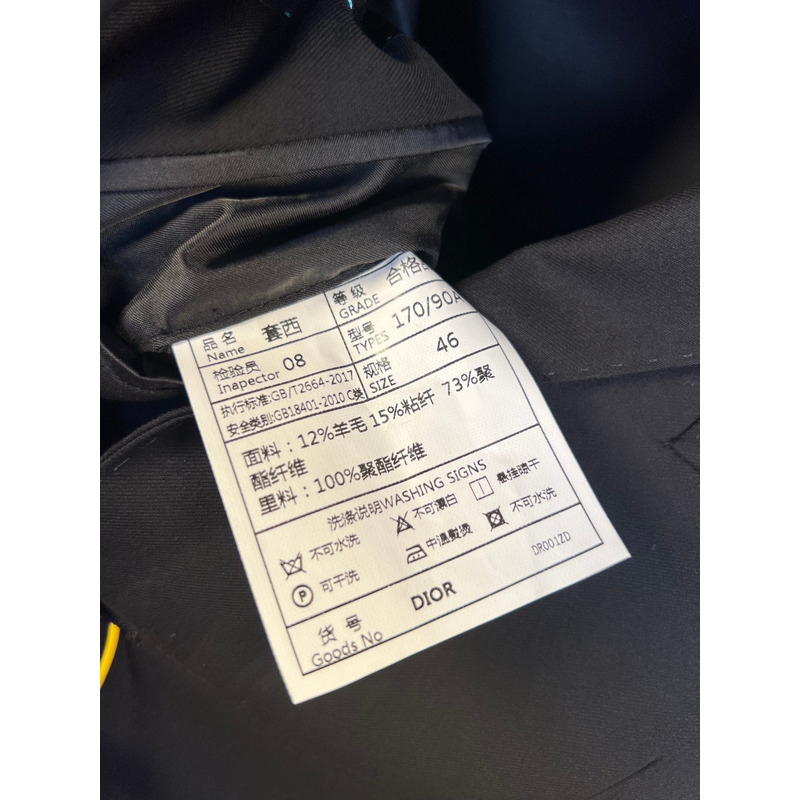 品名 Name 套西
等级 GRADE 合格
检验员 Inapector 08
型号 TYPES 170/90A
执行标准:GB/T2664-2017
规格 SIZE 46
安全类别:GB18401-2010 C类
面料：12%羊毛 15%粘纤 73%聚
酯纤维
里料：100%聚酯纤维
洗涤说明WASHING SIGNS
不可水洗 不可漂白 悬挂晾干
P 可干洗 中温熨烫 不可水洗
DR001ZD
货号 Goods No DIOR